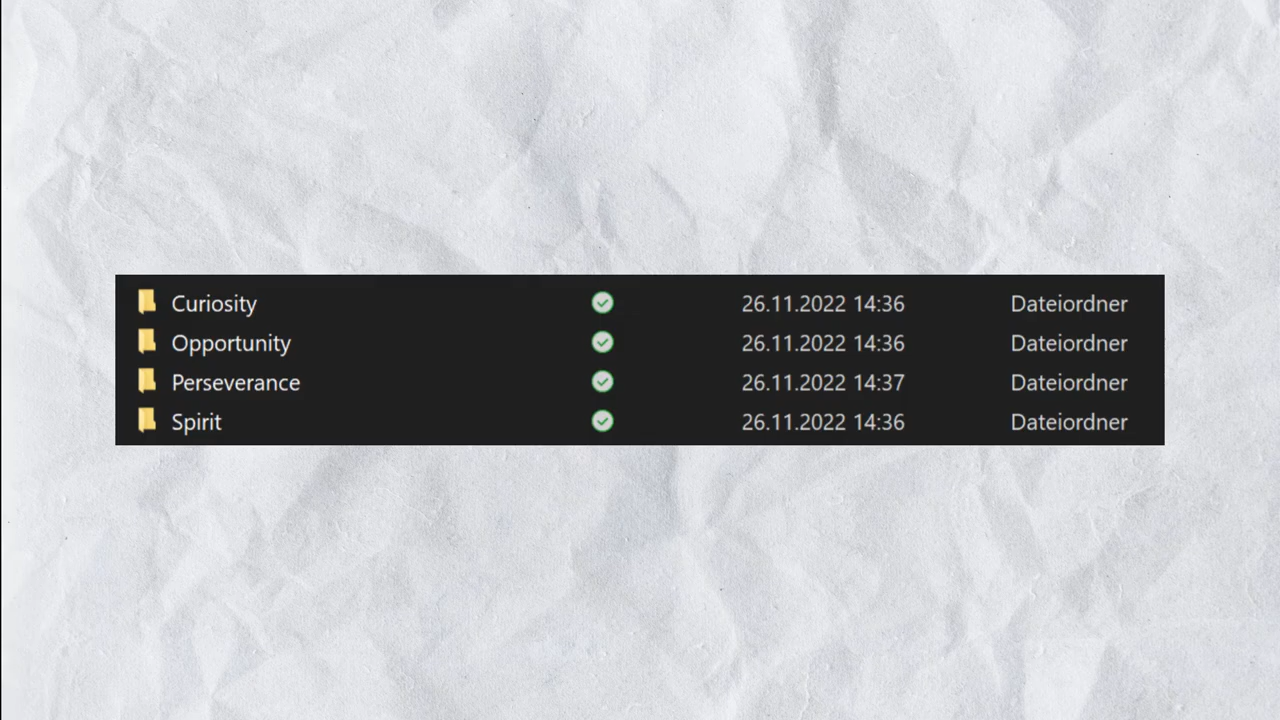 Curiosity 26.11.2022 14:36 Dateiordner
Opportunity 26.11.2022 14:36 Dateiordner
Perseverance 26.11.2022 14:37 Dateiordner
Spirit 26.11.2022 14:36 Dateiordner